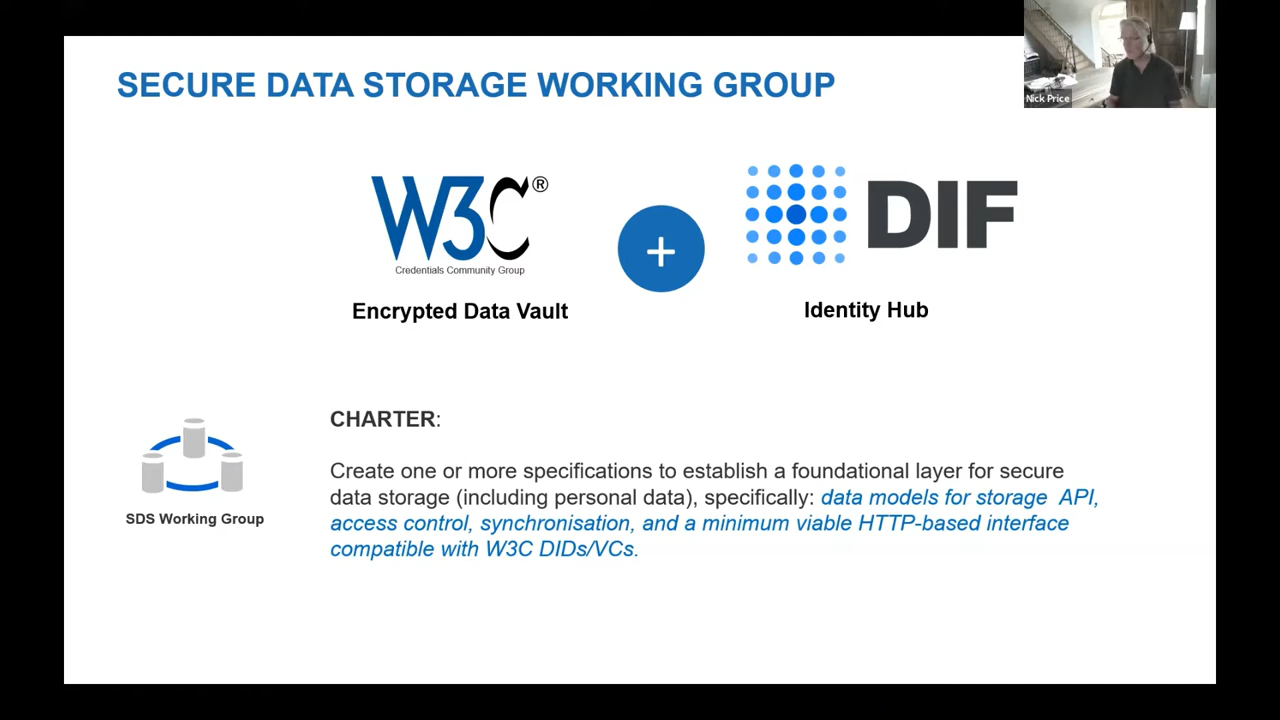 SECURE DATA STORAGE WORKING GROUP
Nick Price
W3C®
Credentials Community Group
Encrypted Data Vault
+
DIF
Identity Hub
CHARTER:
Create one or more specifications to establish a foundational layer for secure
data storage (including personal data), specifically: data models for storage API,
access control, synchronisation, and a minimum viable HTTP-based interface
compatible with W3C DIDs/VCs.
SDS Working Group